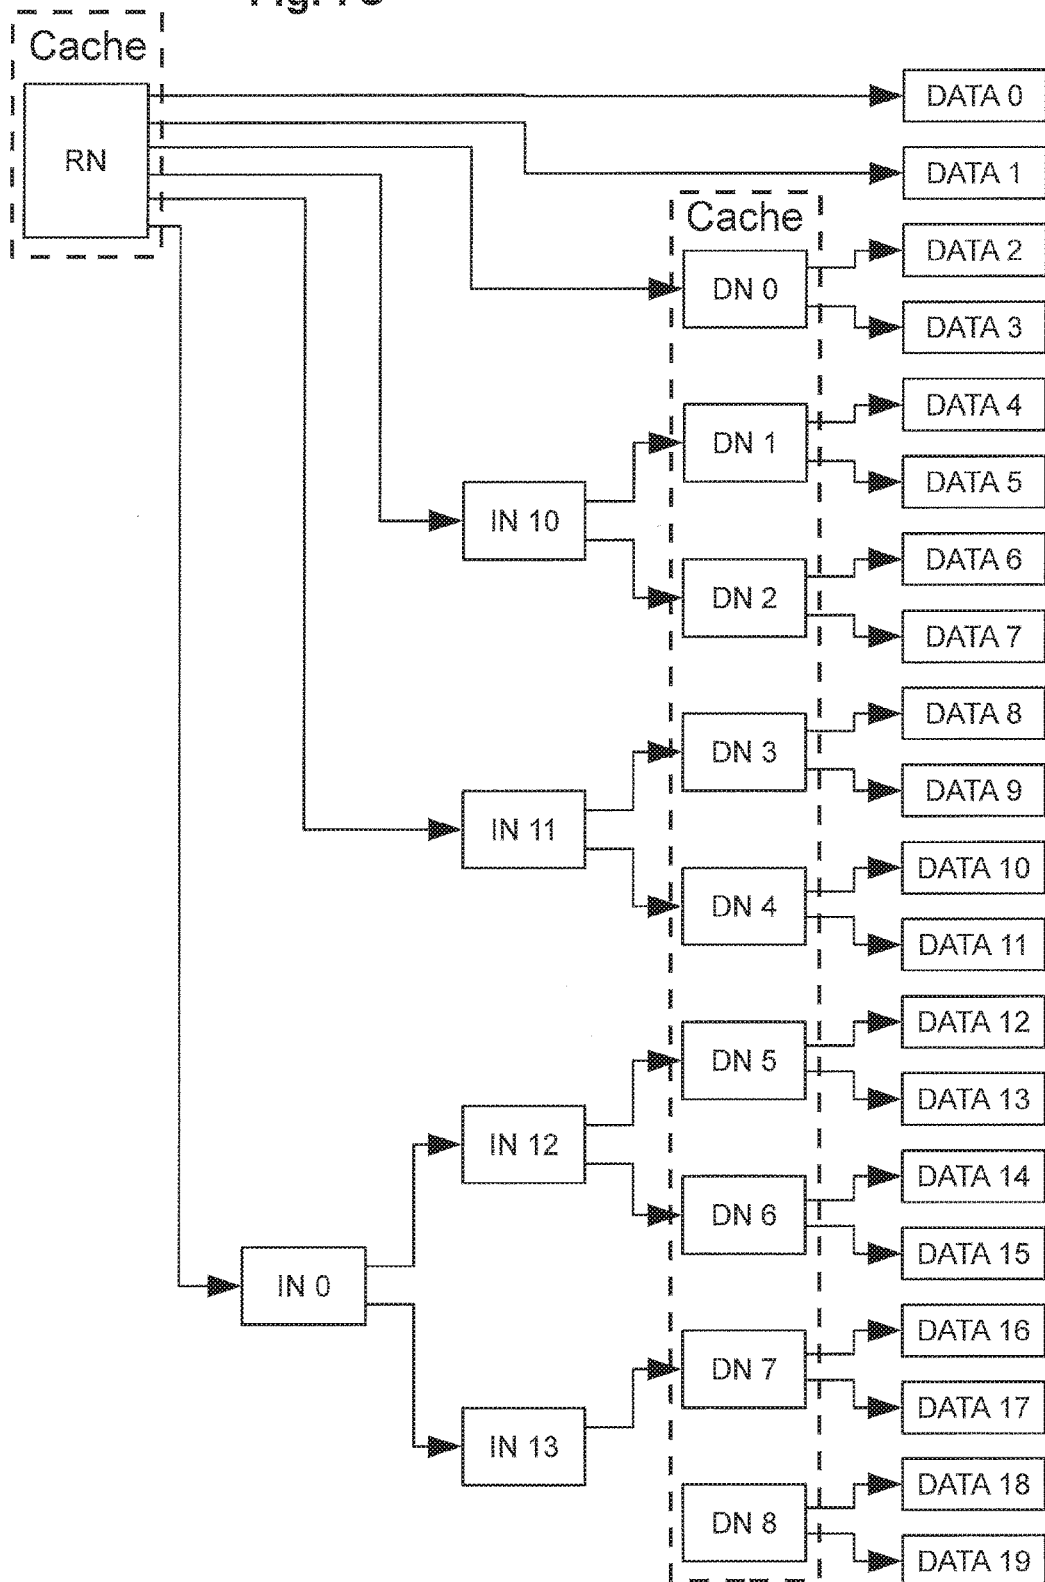 Cache
RN
DATA 0
DATA 1
Cache
DATA 2
DN 0
DATA 3
DATA 4
DN 1
DATA 5
IN 10
DATA 6
DN 2
DATA 7
DATA 8
DN 3
DATA 9
IN 11
DATA 10
DN 4
DATA 11
DATA 12
DN 5
DATA 13
IN 12
DATA 14
DN 6
DATA 15
IN 0
DATA 16
DN 7
DATA 17
IN 13
DATA 18
DN 8
DATA 19